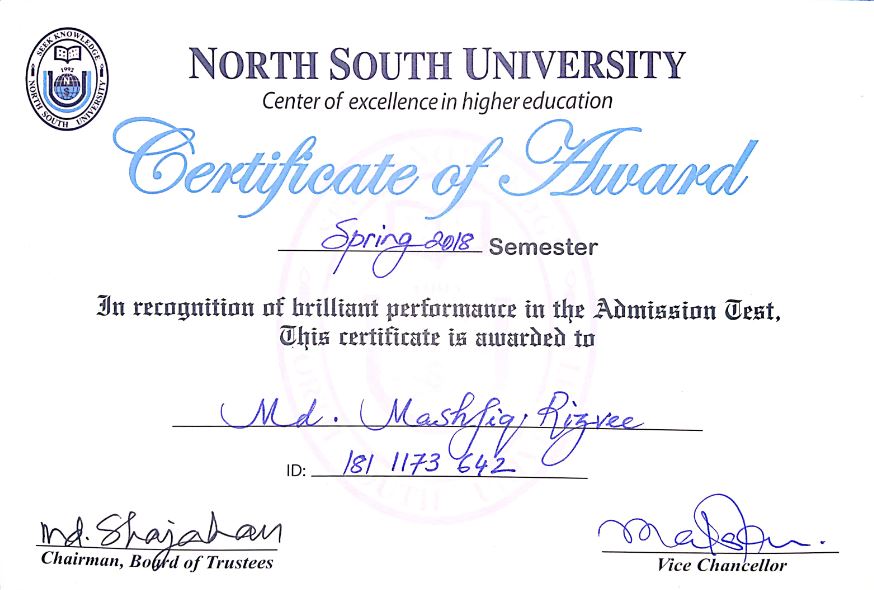 SEEK KNOWLEDGE
1992
NORTH SOUTH UNIVERSITY
NORTH SOUTH UNIVERSITY
Center of excellence in higher education
Certificate of Award
Spring 2018 Semester
In recognition of brilliant performance in the Admission Test,
This certificate is awarded to
Md. Mashfiq Rizvee
ID: 181 1173 642
Md. Shajahan
Chairman, Board of Trustees
Vice Chancellor